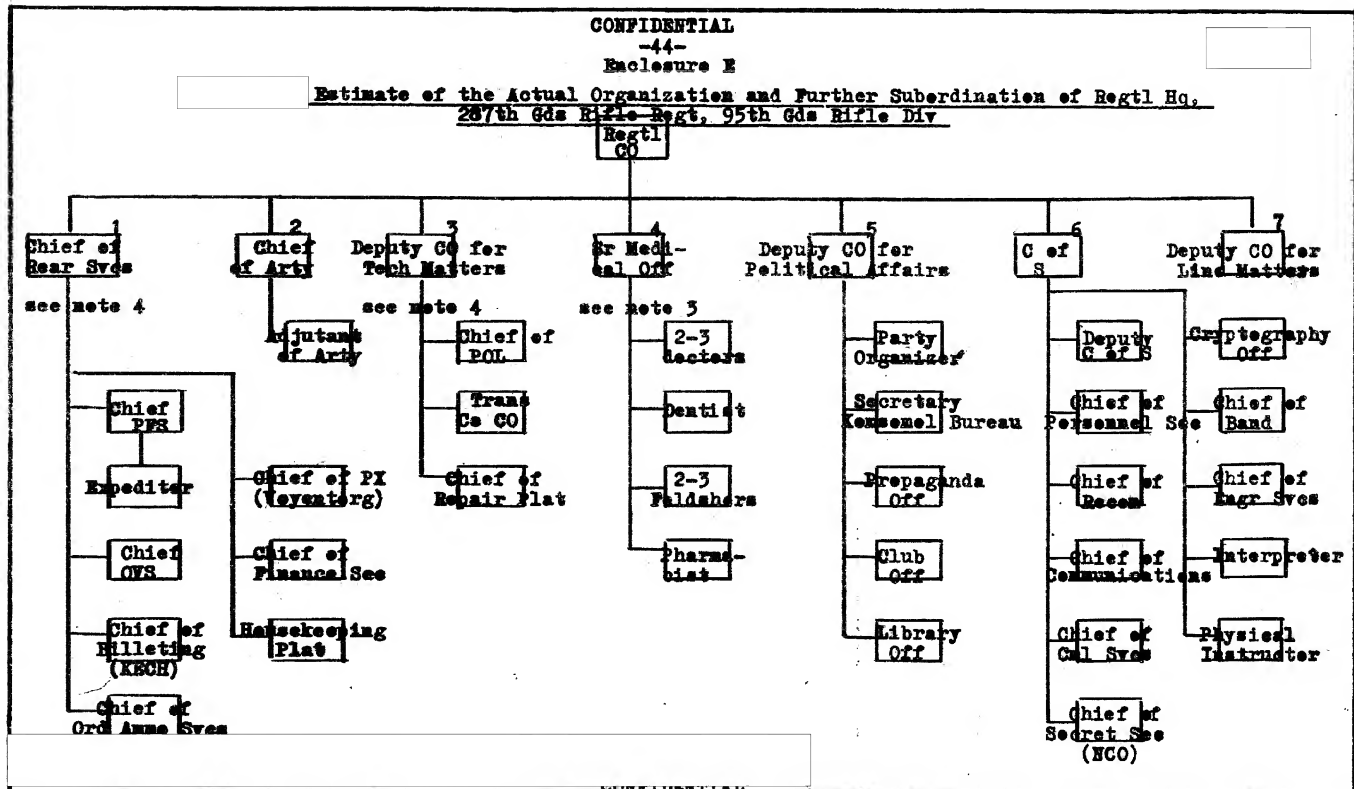 CONFIDENTIAL
-44-
Enclosure E
Estimate of the Actual Organization and Further Subordination of Regtl Hq,
287th Gds Rifle Regt, 95th Gds Rifle Div
Regtl
CO
1
Chief of
Rear Svcs
see note 4
Chief
PFS
Expediter
Chief
OVS
Chief of
Billeting
(KECH)
Chief of
Ord Ammo Svcs
Chief of PX
(Voyentorg)
Chief of
Finance Sec
Housekeeping
Plat
2
Chief
of Arty
Adjutant
of Arty
3
Deputy CO for
Tech Matters
see note 4
Chief of
POL
Trans
Co CO
Chief of
Repair Plat
4
Sr Medi-
cal Off
see note 3
2-3
doctors
Dentist
2-3
Feldshers
Pharma-
cist
5
Deputy CO for
Political Affairs
Party
Organizer
Secretary
Komsomol Bureau
Propaganda
Off
Club
Off
Library
Off
6
C of
S
Deputy
C of S
Chief of
Personnel Sec
Chief of
Recon
Chief of
Communications
Chief of
Cml Svcs
Chief of
Secret Sec
(NCO)
Cryptography
Off
Chief of
Band
Chief of
Engr Svcs
Interpreter
Physical
Instructor
7
Deputy CO for
Line Matters
CONFIDENTIAL